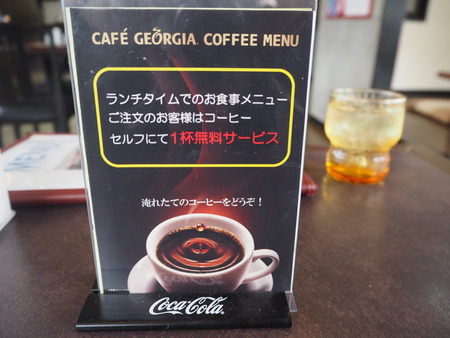 CAFÉ GEORGIA COFFEE MENU
ランチタイムでのお食事メニュー
ご注文のお客様はコーヒー
セルフにて1杯無料サービス
淹れたてのコーヒーをどうぞ!
Coca-Cola